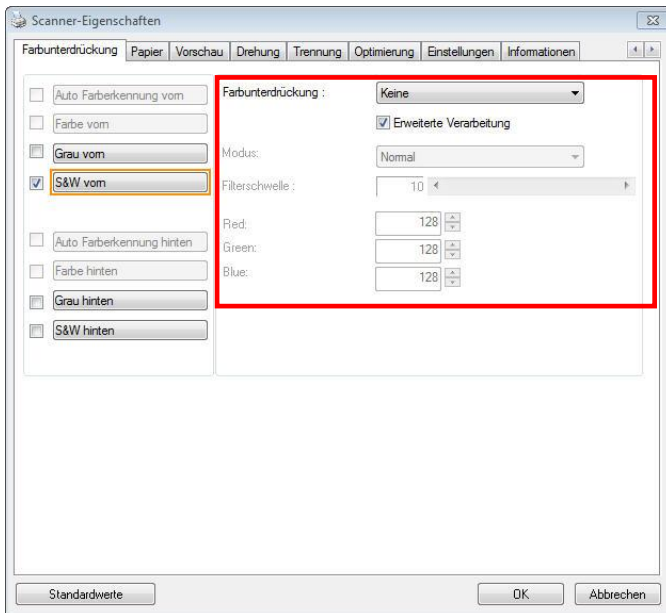 Scanner-Eigenschaften
Farbunterdrückung Papier Vorschau Drehung Trennung Optimierung Einstellungen Informationen
Auto Farberkennung vorn
Farbe vorn
Grau vorn
S&W vorn
Auto Farberkennung hinten
Farbe hinten
Grau hinten
S&W hinten
Farbunterdrückung : Keine
Erweiterte Verarbeitung
Modus: Normal
Filterschwelle : 10
Red: 128
Green: 128
Blue: 128
Standardwerte OK Abbrechen